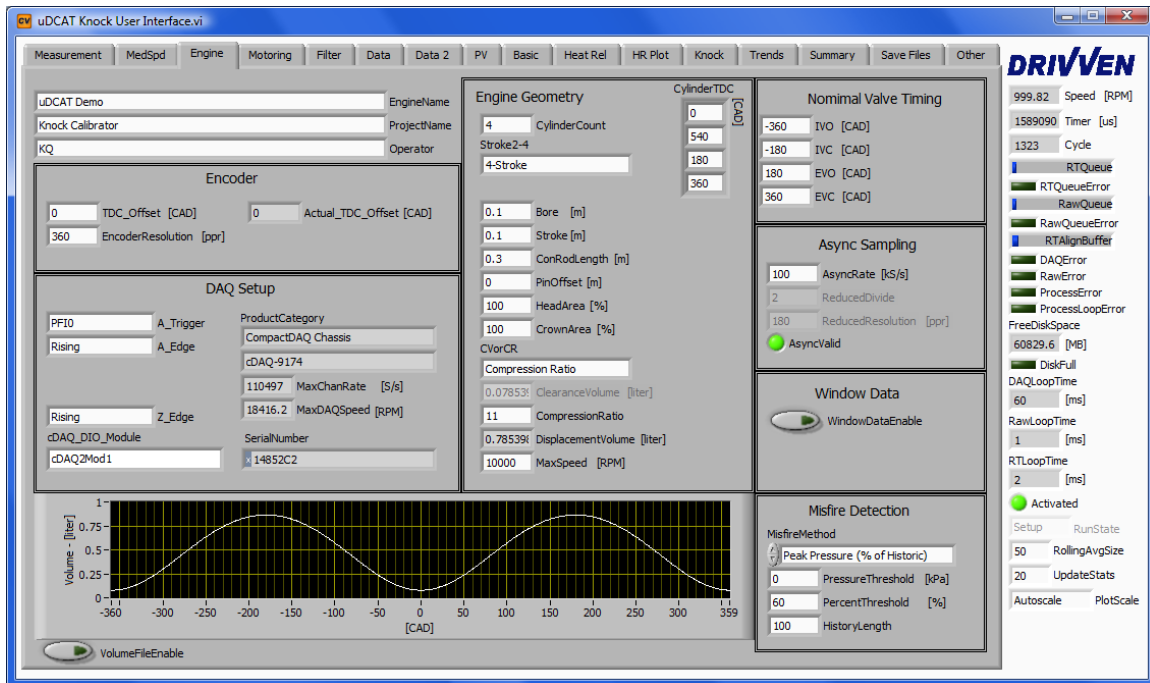 uDCAT Knock User Interface.vi
Measurement MedSpd Engine Motoring Filter Data Data 2 PV Basic Heat Rel HR Plot Knock Trends Summary Save Files Other
uDCAT Demo EngineName
Knock Calibrator ProjectName
KQ Operator
Encoder
0 TDC_Offset [CAD] 0 Actual_TDC_Offset [CAD]
360 EncoderResolution [ppr]
DAQ Setup
PFI0 A_Trigger
Rising A_Edge
Rising Z_Edge
cDAQ_DIO_Module
cDAQ2Mod1
ProductCategory
CompactDAQ Chassis
cDAQ-9174
110497 MaxChanRate [S/s]
18416.2 MaxDAQSpeed [RPM]
SerialNumber
x 14852C2
Engine Geometry
4 CylinderCount
Stroke2-4
4-Stroke
CylinderTDC
[CAD]
0
540
180
360
0.1 Bore [m]
0.1 Stroke [m]
0.3 ConRodLength [m]
0 PinOffset [m]
100 HeadArea [%]
100 CrownArea [%]
CVorCR
Compression Ratio
0.07853 ClearanceVolume [liter]
11 CompressionRatio
0.785398 DisplacementVolume [liter]
10000 MaxSpeed [RPM]
Nomimal Valve Timing
-360 IVO [CAD]
-180 IVC [CAD]
180 EVO [CAD]
360 EVC [CAD]
Async Sampling
100 AsyncRate [kS/s]
2 ReducedDivide
180 ReducedResolution [ppr]
AsyncValid
Window Data
WindowDataEnable
Misfire Detection
MisfireMethod
Peak Pressure (% of Historic)
0 PressureThreshold [kPa]
60 PercentThreshold [%]
100 HistoryLength
Volume - [liter]
1
0.75
0.5
0.25
0
-360 -300 -250 -200 -150 -100 -50 0 50 100 150 200 250 300 359
[CAD]
VolumeFileEnable
DRIVVEN
999.82 Speed [RPM]
1589090 Timer [us]
1323 Cycle
RTQueue
RTQueueError
RawQueue
RawQueueError
RTAlignBuffer
DAQError
RawError
ProcessError
ProcessLoopError
FreeDiskSpace
60829.6 [MB]
DiskFull
DAQLoopTime
60 [ms]
RawLoopTime
1 [ms]
RTLoopTime
2 [ms]
Activated
Setup RunState
50 RollingAvgSize
20 UpdateStats
Autoscale PlotScale